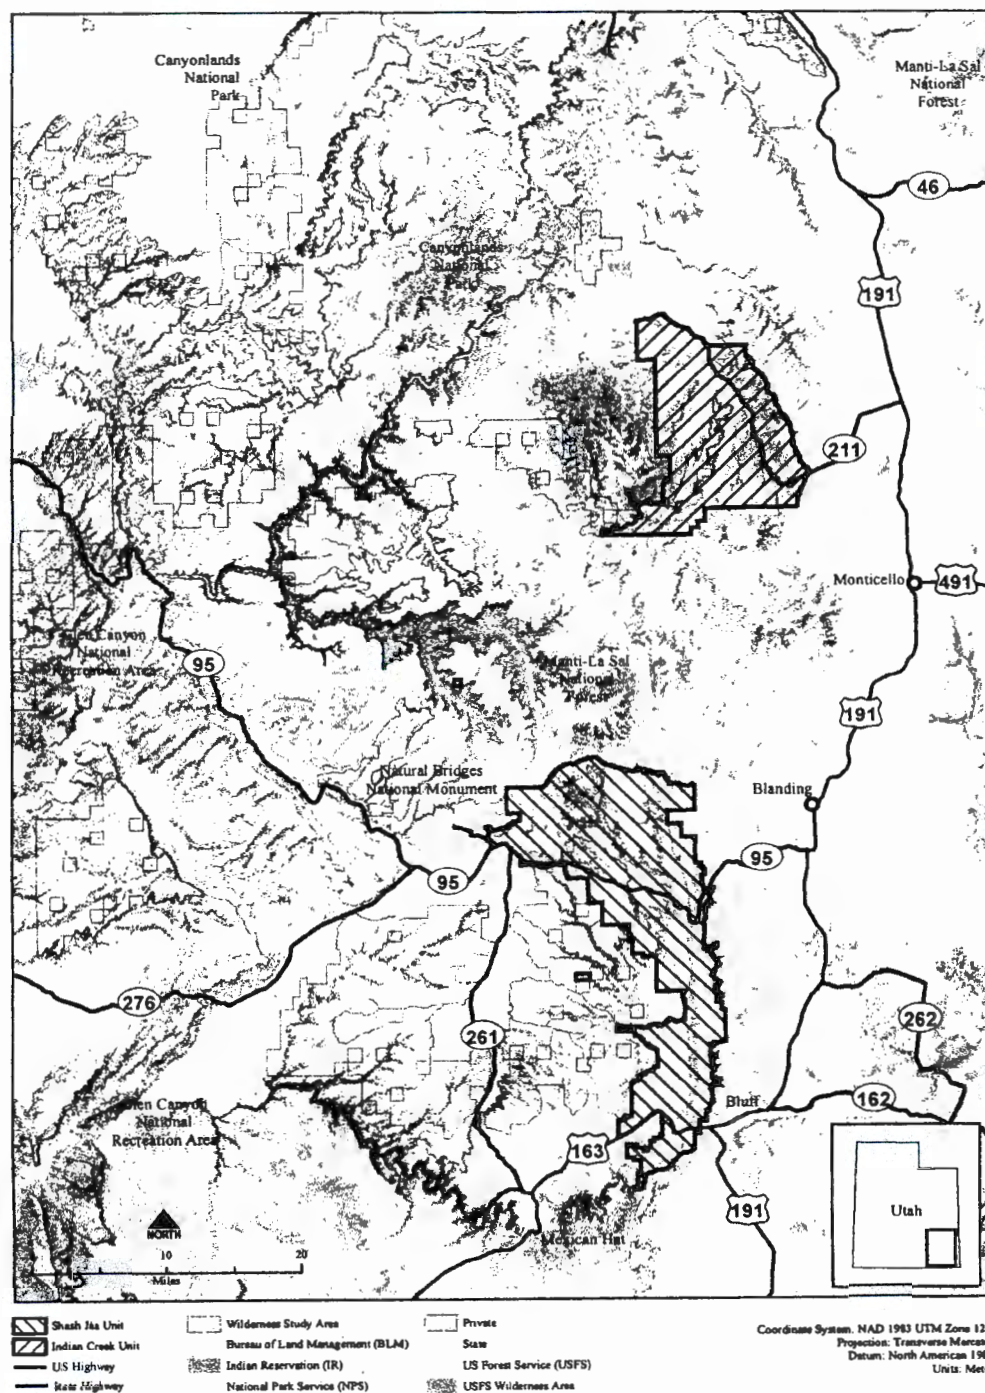 Canyonlands
National
Park
Manti-La Sal
National
Forest
46
Canyonlands
National
Park
191
211
Monticello
491
Glen Canyon
National
Recreation Area
95
Manti-La Sal
National
Forest
191
Natural Bridges
National Monument
Blanding
95
95
276
261
262
Glen Canyon
National
Recreation Area
Bluff
162
163
191
Utah
NORTH
Mexican Hat
10
20
Miles
Shash Jáa Unit
Indian Creek Unit
US Highway
State Highway
Wilderness Study Area
Bureau of Land Management (BLM)
Indian Reservation (IR)
National Park Service (NPS)
Private
State
US Forest Service (USFS)
USFS Wilderness Area
Coordinate System. NAD 1983 UTM Zone 12
Projection: Transverse Mercat
Datum: North American 198
Units: Met